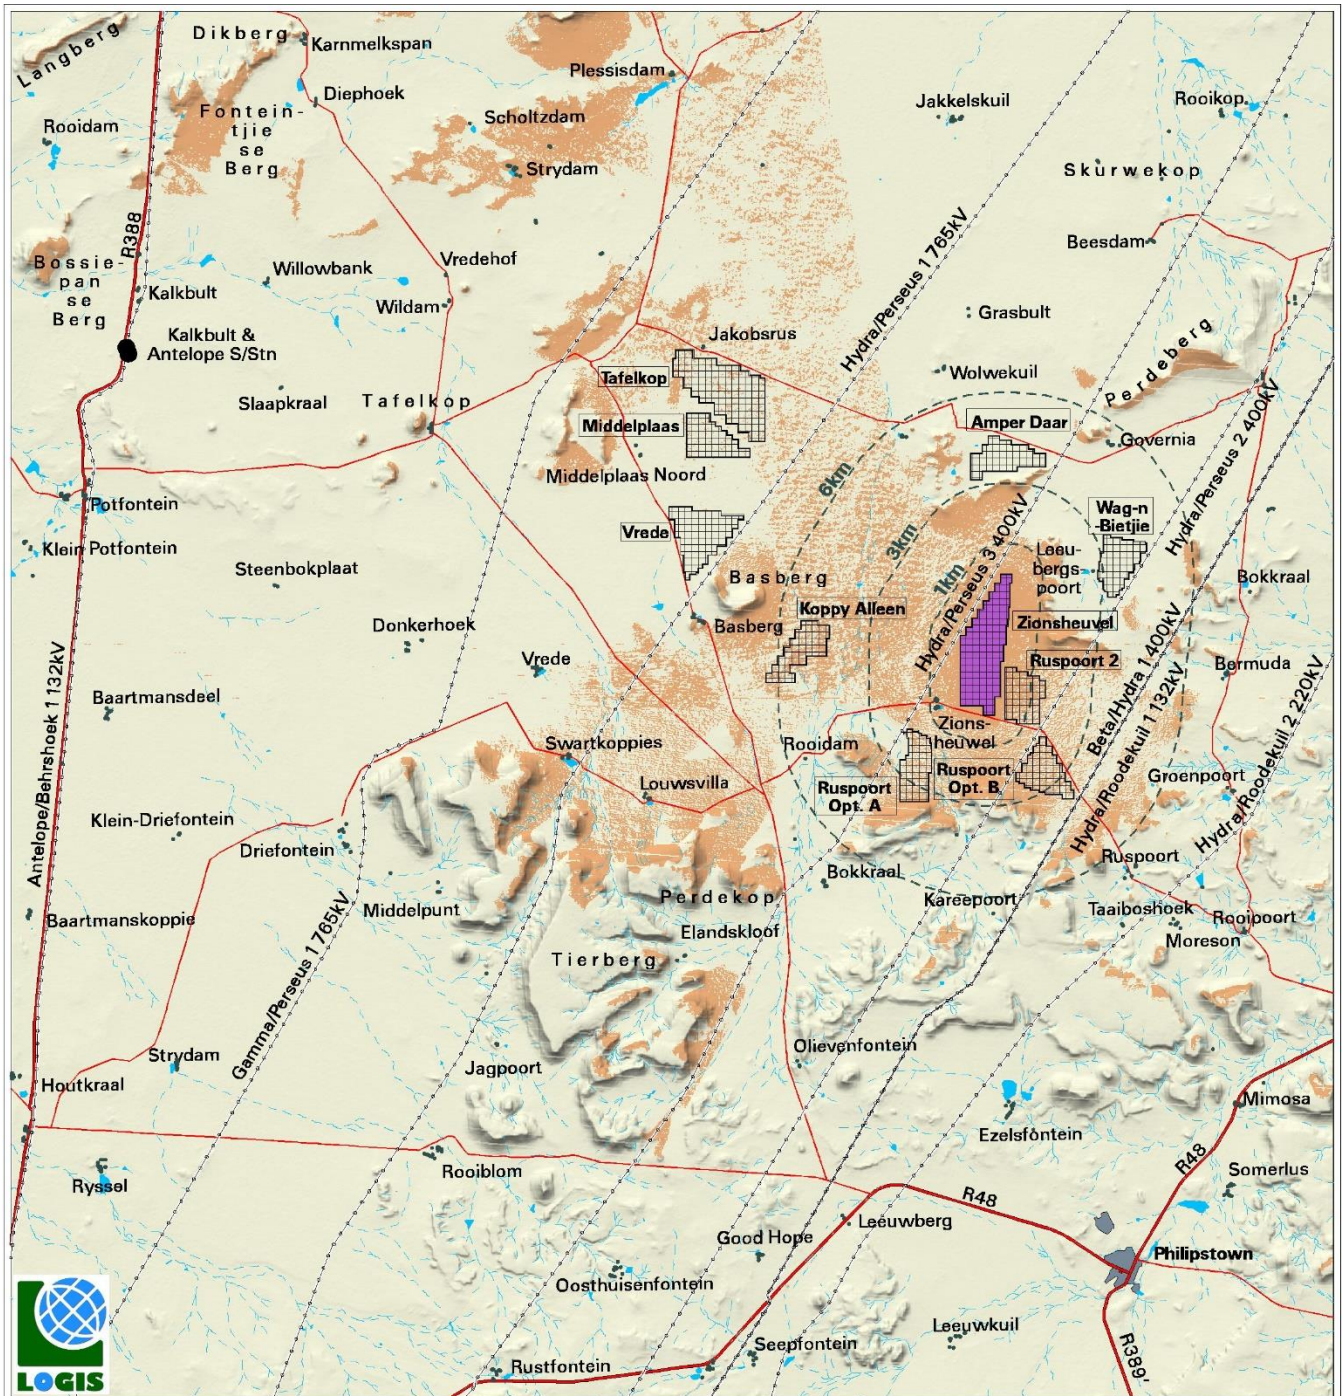 Langberg
Dikberg
Karnmelkspan
Diephoek
Plessisdam
Fontein-
tjie
se
Berg
Rooidam
Scholtzdam
Strydam
Jakkelskuil
Rooikop
Skurwekop
R388
Bossie-
pan
se
Berg
Kalkbult
Willowbank
Vredehof
Wildam
Beesdam
Hydra/Perseus 1 765kV
Grasbult
Kalkbult &
Antelope S/Stn
Jakobsrus
Tafelkop
Wolwekuil
Perdeberg
Slaapkraal
Tafelkop
Middelplaas
Amper Daar
Governia
Hydra/Perseus 2 400kV
Middelplaas Noord
6km
Potfontein
Klein Potfontein
Vrede
3km
Hydra/Perseus 3 400kV
Wag-n
-Bietjie
Leeu-
bergs-
poort
Steenbokplaat
Basberg
1km
Bokkraal
Koppy Alleen
Basberg
Zionsheuvel
Donkerhoek
Vrede
Ruspoort 2
Bermuda
Baartmansdeel
Antelope/Behrshoek 1 132kV
Beta/Hydra 1 400kV
Hydra/Roodekuil 1 132kV
Hydra/Roodekuil 2 220kV
Zions-
heuwel
Swartkoppies
Rooidam
Louwsvilla
Ruspoort
Opt. A
Ruspoort
Opt. B
Groenpoort
Klein-Driefontein
Driefontein
Ruspoort
Bokkraal
Middelpunt
Perdekop
Kareepoort
Taaiboshoek
Rooipoort
Moreson
Baartmanskoppie
Elandskloof
Tierberg
Gamma/Perseus 1 765kV
Olievenfontein
Strydam
Jagpoort
Houtkraal
Mimosa
Ezelsfontein
Rooiblom
R48
Somerlus
Ryssel
R48
Leeuwberg
Good Hope
Philipstown
Oosthuisenfontein
Leeuwkuil
Seepfontein
Rustfontein
R389'
LOGIS